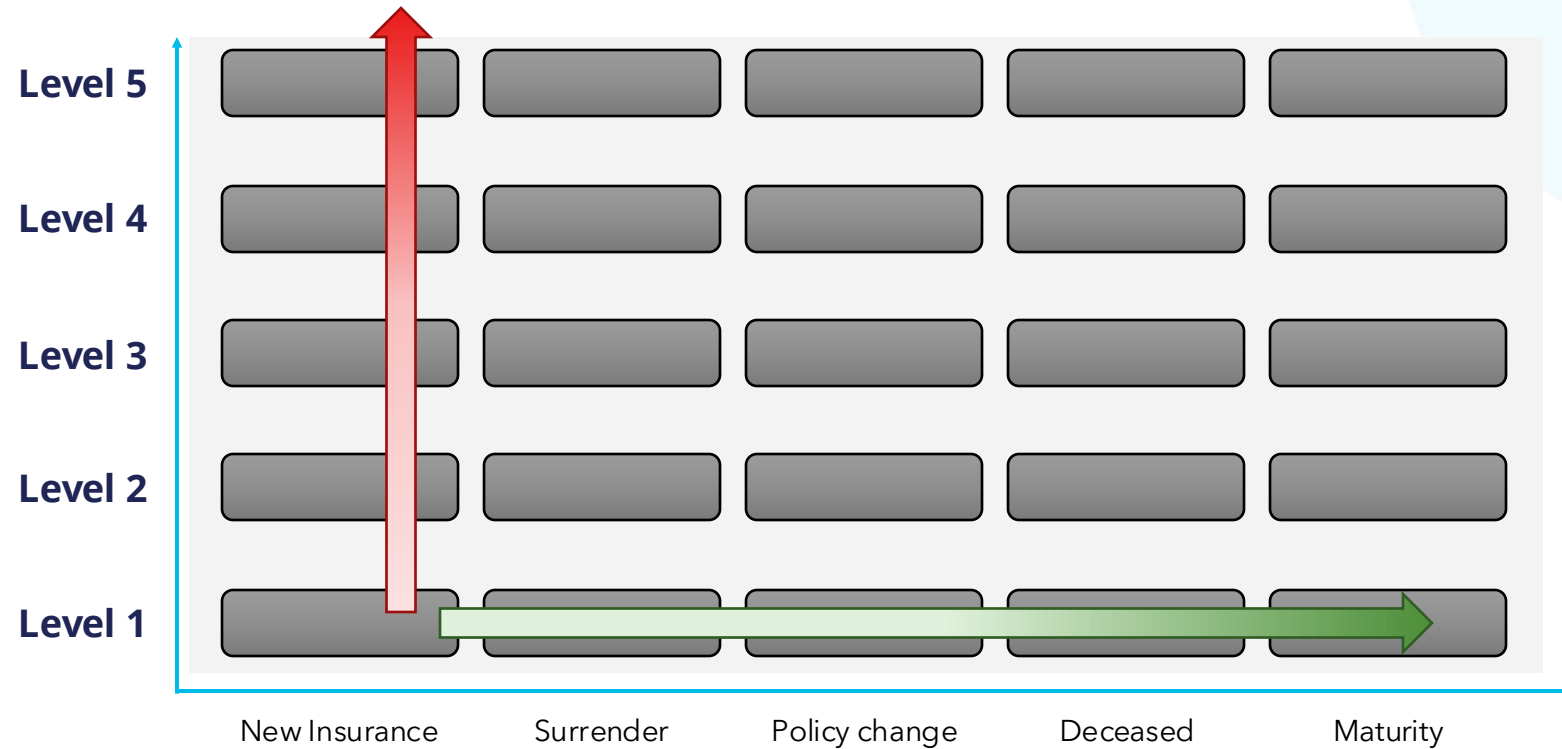 Level 5
Level 4
Level 3
Level 2
Level 1
New Insurance
Surrender
Policy change
Deceased
Maturity